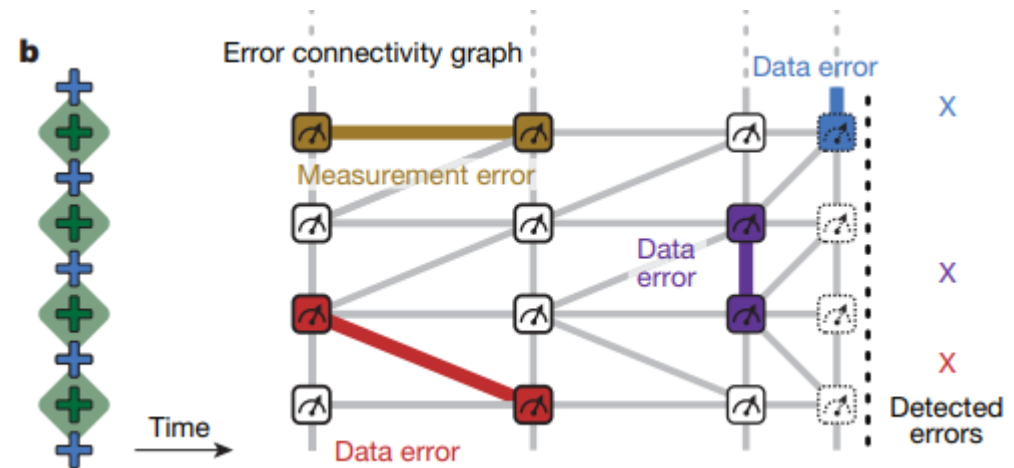 b
Error connectivity graph
Data error
X
Measurement error
Data
error
X
X
Time
Data error
Detected
errors